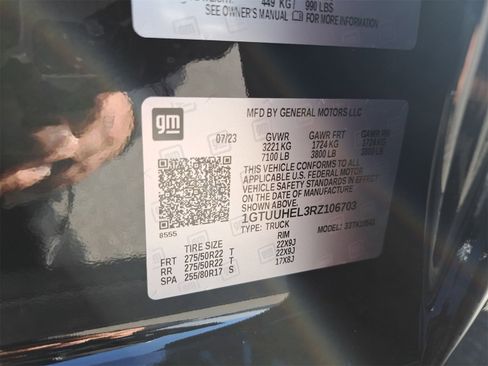 449 KG 990 LBS
SEE OWNER'S MANUAL FOR MORE
gm
MFD BY GENERAL MOTORS LLC
07/23 GVWR GAWR FRT GAWR RR
3221 KG 1724 KG 1724 KG
7100 LB 3800 LB 3800 LB
THIS VEHICLE CONFORMS TO ALL
APPLICABLE U.S. FEDERAL MOTOR
VEHICLE SAFETY STANDARDS
IN EFFECT ON THE DATE
OF MANUFACTURE SHOWN ABOVE.
1GTUUHEL3RZ106703
8555 TYPE: TRUCK MODEL:
TIRE SIZE RIM
FRT 275/50R22 T 22X9J
RR 275/50R22 T 22X9J
SPA 255/80R17 S 17X8J